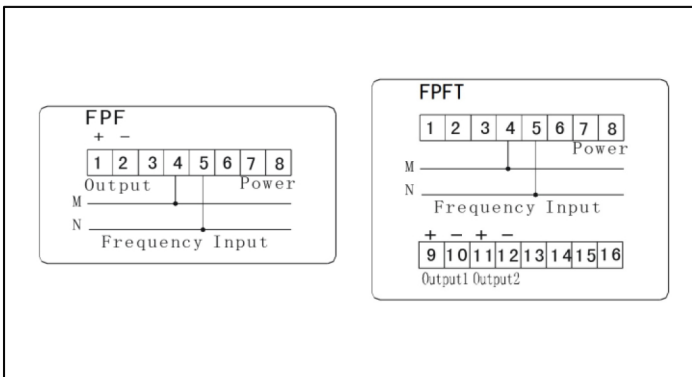 FPF
+ −
1 2 3 4 5 6 7 8
Output Power
M
N
Frequency Input
FPFT
1 2 3 4 5 6 7 8
Power
M
N
Frequency Input
+ − + −
9 10 11 12 13 14 15 16
Output1 Output2